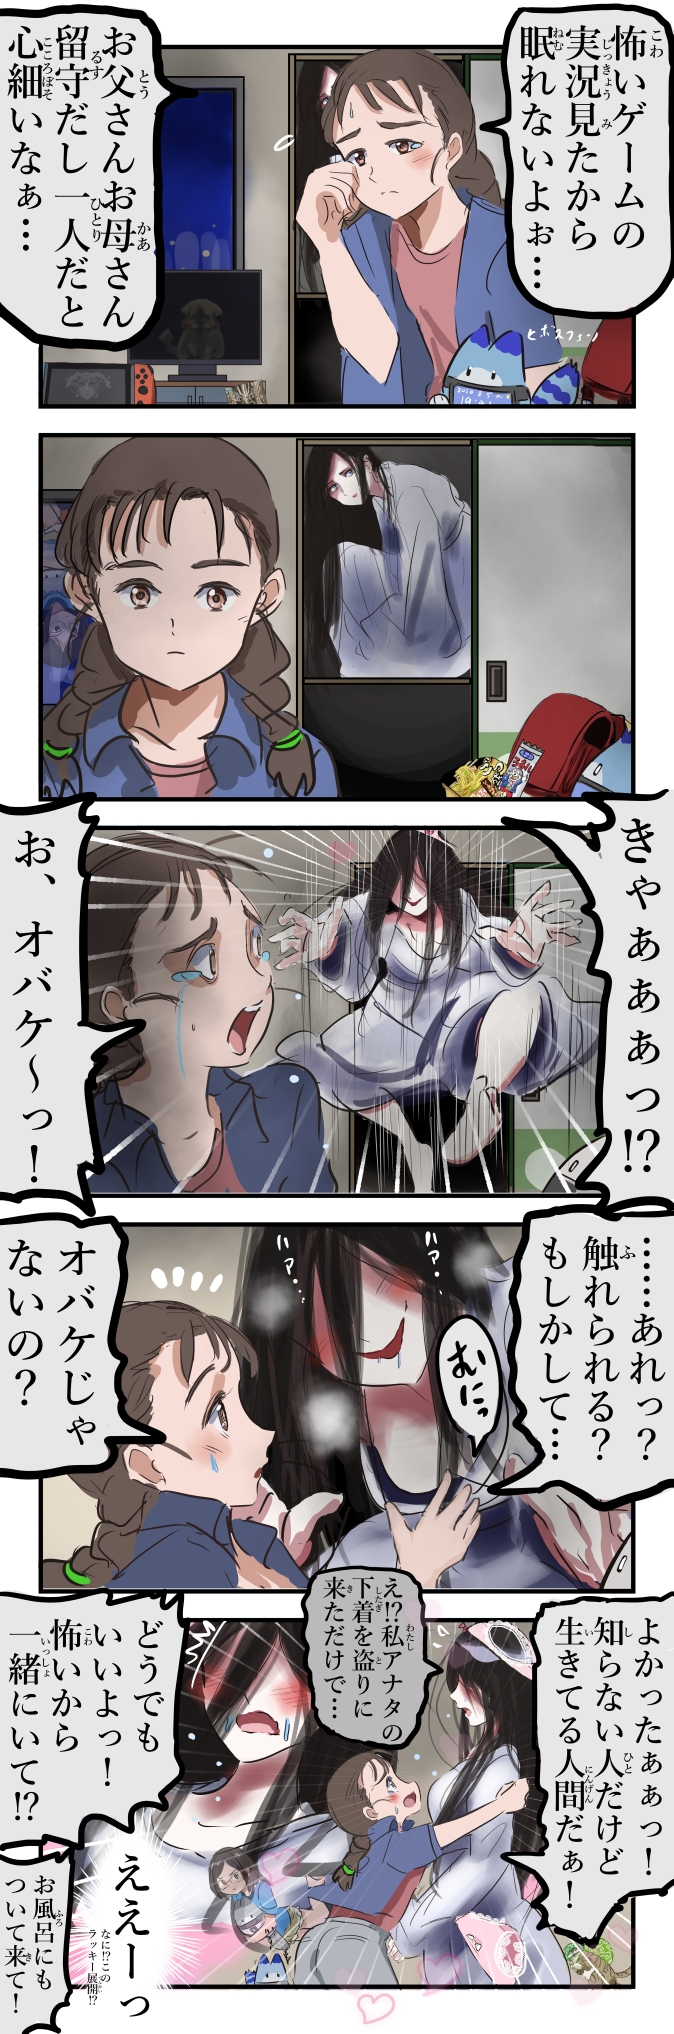 怖いゲームの
実況見たから
眠れないよぉ…
お父さんお母さん
留守だし一人だと
心細いなぁ…
きゃああああっ!?
お、オバケ～っ！
……あれっ？
触れられる？
もしかして…
むにっ
オバケじゃ
ないの？
よかったぁぁっ！
知らない人だけど
生きてる人間だぁ！
え!?私アナタの
下着を盗りに
来ただけで…
どうでも
いいよっ！
怖いから
一緒にいて!?
ええーっ
なに!?この
ラッキー展開!?
お風呂にも
ついて来て！